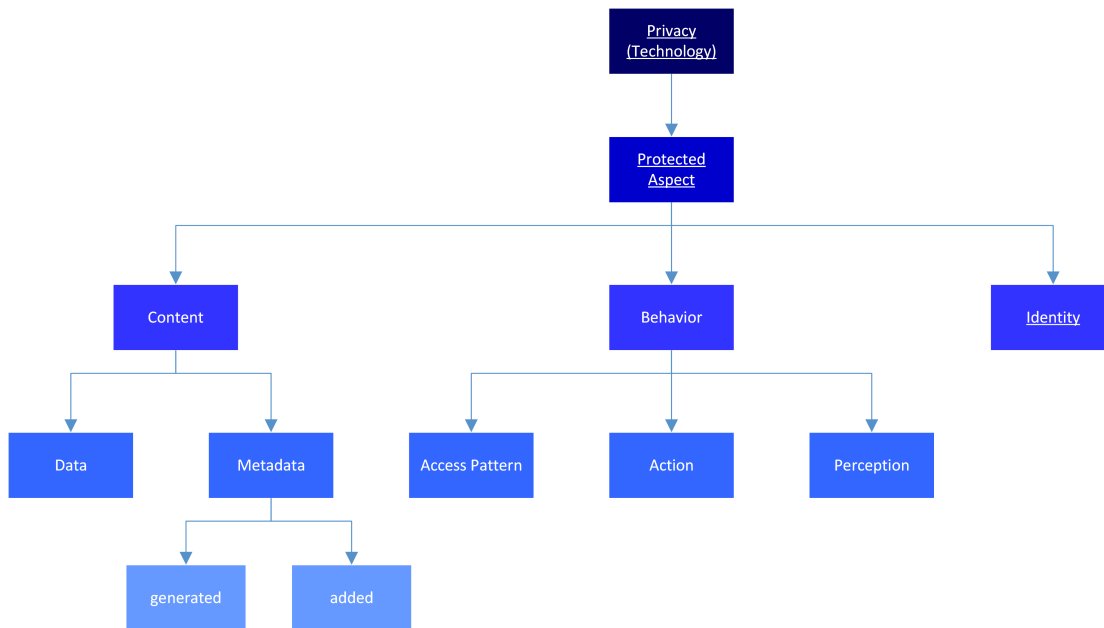 Privacy
(Technology)
Protected
Aspect
Content
Behavior
Identity
Data
Metadata
Access Pattern
Action
Perception
generated
added